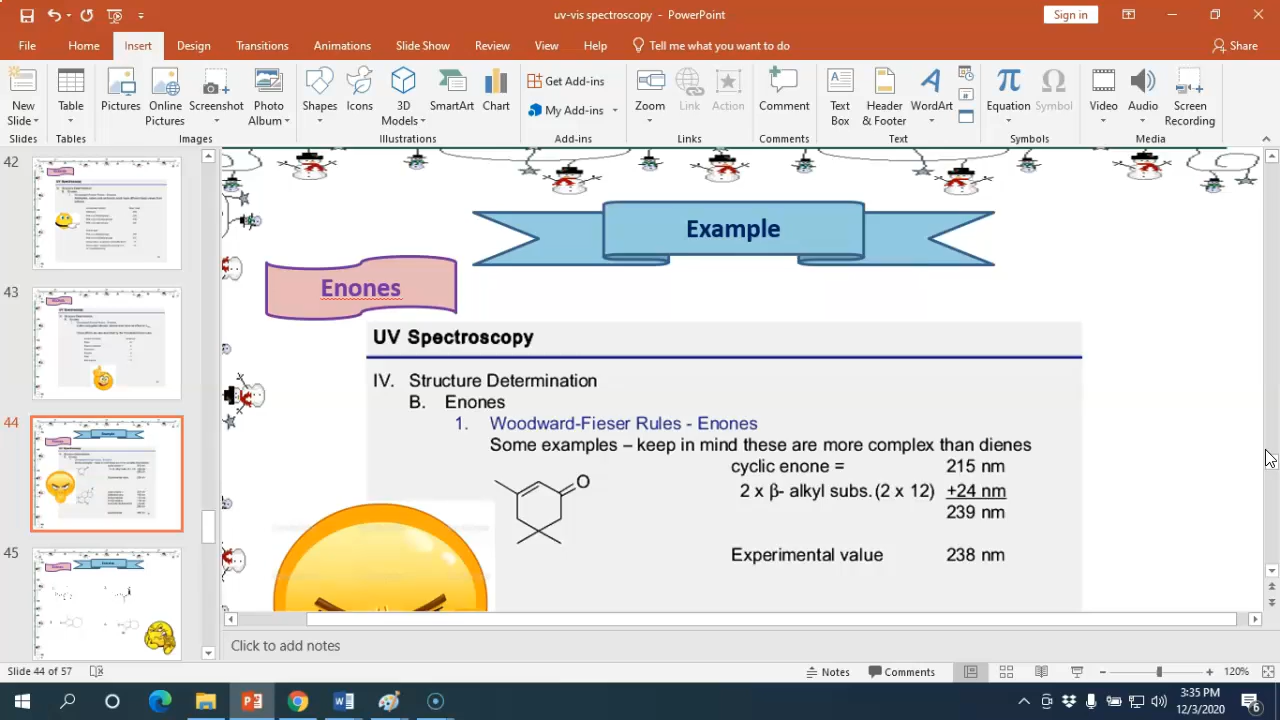 uv-vis spectroscopy - PowerPoint
Sign in
File Home Insert Design Transitions Animations Slide Show Review View Help Tell me what you want to do Share
New Slide
Table
Pictures
Online Pictures
Screenshot
Photo Album
Shapes
Icons
3D Models
SmartArt
Chart
Get Add-ins
My Add-ins
Zoom
Link
Action
Comment
Text Box
Header & Footer
WordArt
Equation
Symbol
Video
Audio
Screen Recording
Slides Tables Images Illustrations Add-ins Links Comments Text Symbols Media
42
43
44
45
Example
Enones
UV Spectroscopy
IV. Structure Determination
B. Enones
1. Woodward-Fieser Rules - Enones
Some examples – keep in mind these are more complex than dienes
cyclic enone = 215 nm
2 x β- alkyl subs. (2 x 12) +24 nm
239 nm
O
Experimental value 238 nm
Click to add notes
Slide 44 of 57
Notes
Comments
120%
3:35 PM
12/3/2020
6